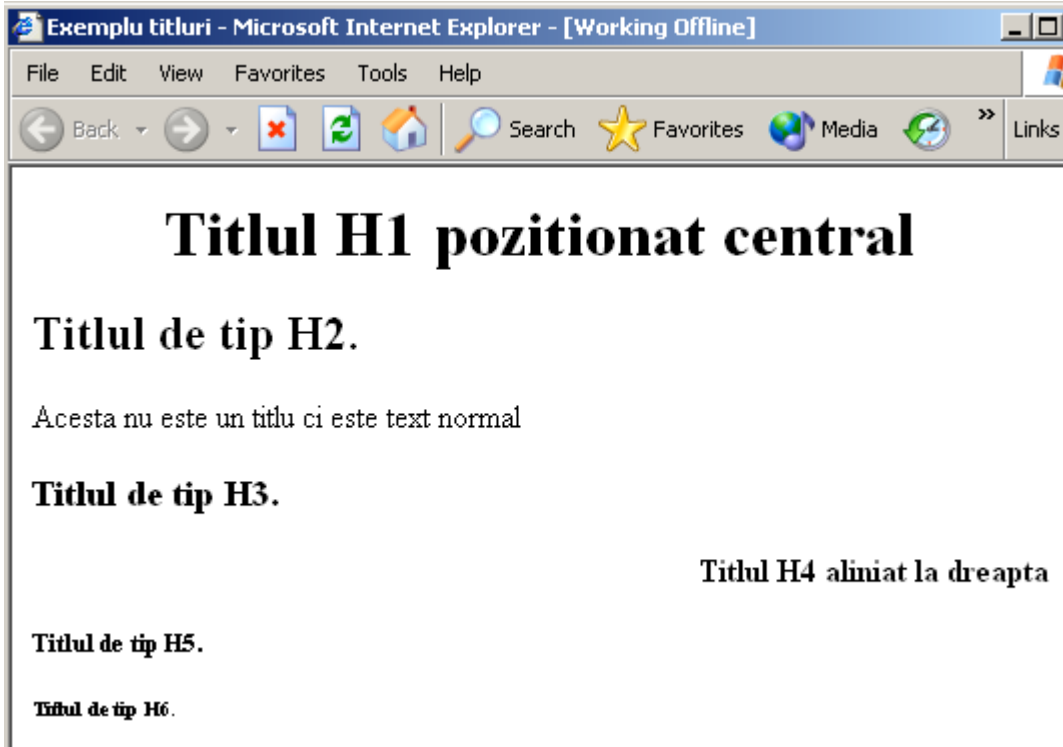 Exemplu titluri - Microsoft Internet Explorer - [Working Offline]
File Edit View Favorites Tools Help
Back Search Favorites Media » Links
Titlul H1 pozitionat central
Titlul de tip H2.
Acesta nu este un titlu ci este text normal
Titlul de tip H3.
Titlul H4 aliniat la dreapta
Titlul de tip H5.
Titlul de tip H6.